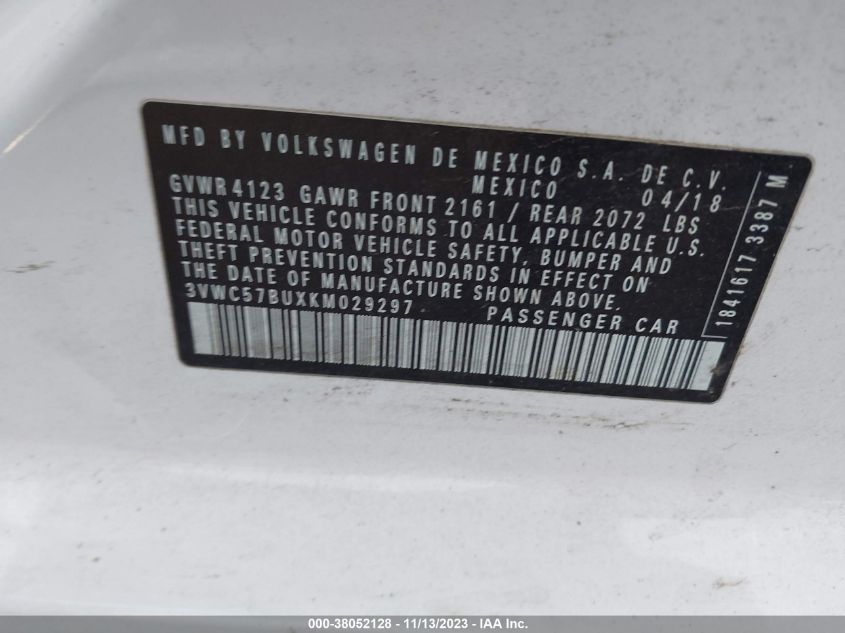 MFD BY VOLKSWAGEN DE MEXICO S.A. DE C.V.
MEXICO 04/18
GVWR 4123 GAWR FRONT 2161 / REAR 2072 LBS
THIS VEHICLE CONFORMS TO ALL APPLICABLE U.S.
FEDERAL MOTOR VEHICLE SAFETY, BUMPER AND
THEFT PREVENTION STANDARDS IN EFFECT ON
THE DATE OF MANUFACTURE SHOWN ABOVE.
3VWC57BUXKM029297 PASSENGER CAR
1841617 3387 M
000-38052128 - 11/13/2023 - IAA Inc.